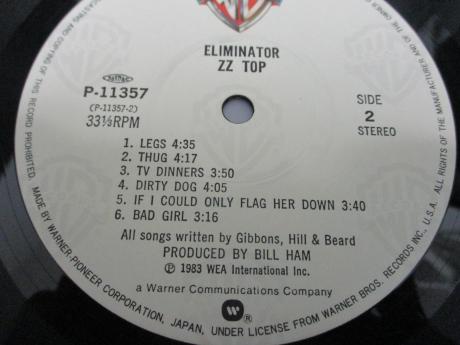 ELIMINATOR
ZZ TOP
P-11357
(P-11357-2)
33⅓RPM
SIDE
2
STEREO
1. LEGS 4:35
2. THUG 4:17
3. TV DINNERS 3:50
4. DIRTY DOG 4:05
5. IF I COULD ONLY FLAG HER DOWN 3:40
6. BAD GIRL 3:16
All songs written by Gibbons, Hill & Beard
PRODUCED BY BILL HAM
℗ © 1983 WEA International Inc.
a Warner Communications Company
AND COPYING OF THIS RECORD PROHIBITED. MADE BY WARNER-PIONEER CORPORATION, JAPAN, UNDER LICENSE FROM WARNER BROS. RECORDS INC., U.S.A. ALL RIGHTS OF THE MANUFACTURER AND OF THE OWNER